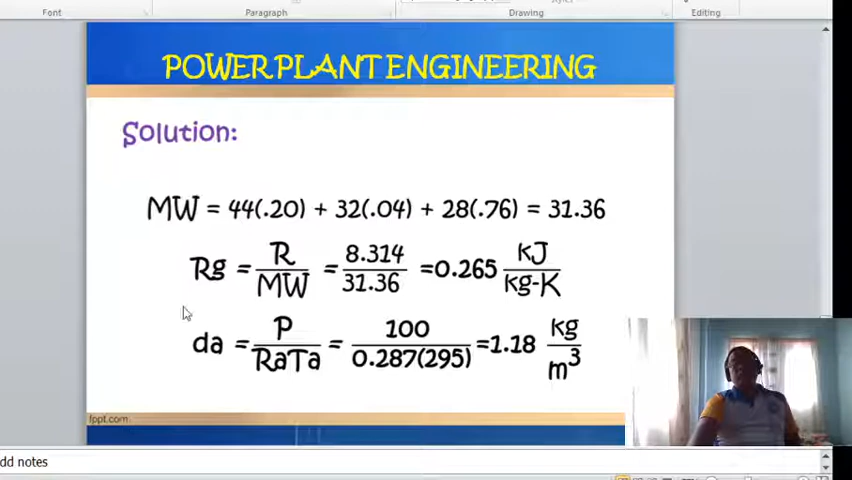 Font Paragraph Drawing Editing
POWER PLANT ENGINEERING
Solution:
MW = 44(.20) + 32(.04) + 28(.76) = 31.36
Rg = R/MW = 8.314/31.36 =0.265 kJ/kg-K
da = P/RaTa = 100/0.287(295) =1.18 kg/m³
fppt.com
dd notes